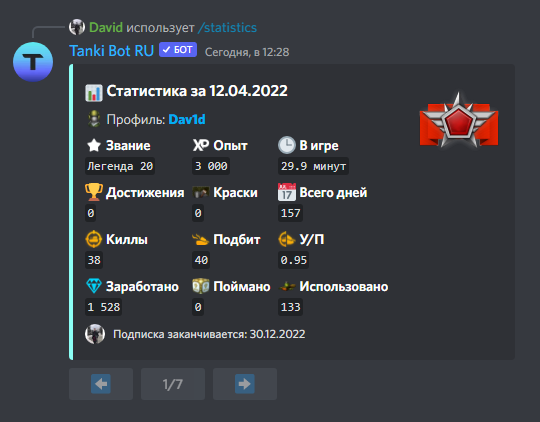 David использует /statistics
Tanki Bot RU ✓ БОТ Сегодня, в 12:28
Статистика за 12.04.2022
Профиль: Dav1d
Звание XP Опыт В игре
Легенда 20 3 000 29.9 минут
Достижения Краски Всего дней
0 0 157
Киллы Подбит У/П
38 40 0.95
Заработано Поймано Использовано
1 528 0 133
Подписка заканчивается: 30.12.2022
1/7